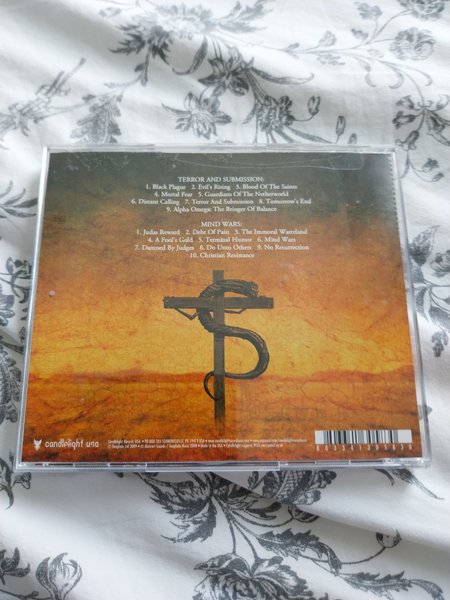 TERROR AND SUBMISSION:
1. Black Plague 2. Evil's Rising 3. Blood Of The Saints
4. Mortal Fear 5. Guardians Of The Netherworld
6. Distant Calling 7. Terror And Submission 8. Tomorrow's End
9. Alpha Omega: The Bringer Of Balance
MIND WARS:
1. Judas Reward 2. Debt Of Pain 3. The Immoral Wasteland
4. A Fool's Gold 5. Terminal Humor 6. Mind Wars
7. Damned By Judges 8. Do Unto Others 9. No Resurrection
10. Christian Resistance
candlelight usa
Candlelight Records USA